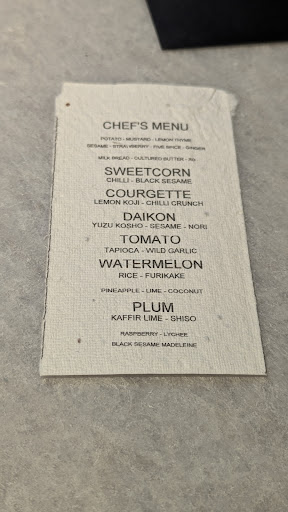 CHEF'S MENU
POTATO - MUSTARD - LEMON THYME
SESAME - STRAWBERRY - FIVE SPICE - GINGER
MILK BREAD - CULTURED BUTTER -
SWEETCORN
CHILLI - BLACK SESAME
COURGETTE
LEMON KOJI - CHILLI CRUNCH
DAIKON
YUZU KOSHO - SESAME - NORI
TOMATO
TAPIOCA - WILD GARLIC
WATERMELON
RICE - FURIKAKE
PINEAPPLE - LIME - COCONUT
PLUM
KAFFIR LIME - SHISO
RASPBERRY - LYCHEE
BLACK SESAME MADELEINE